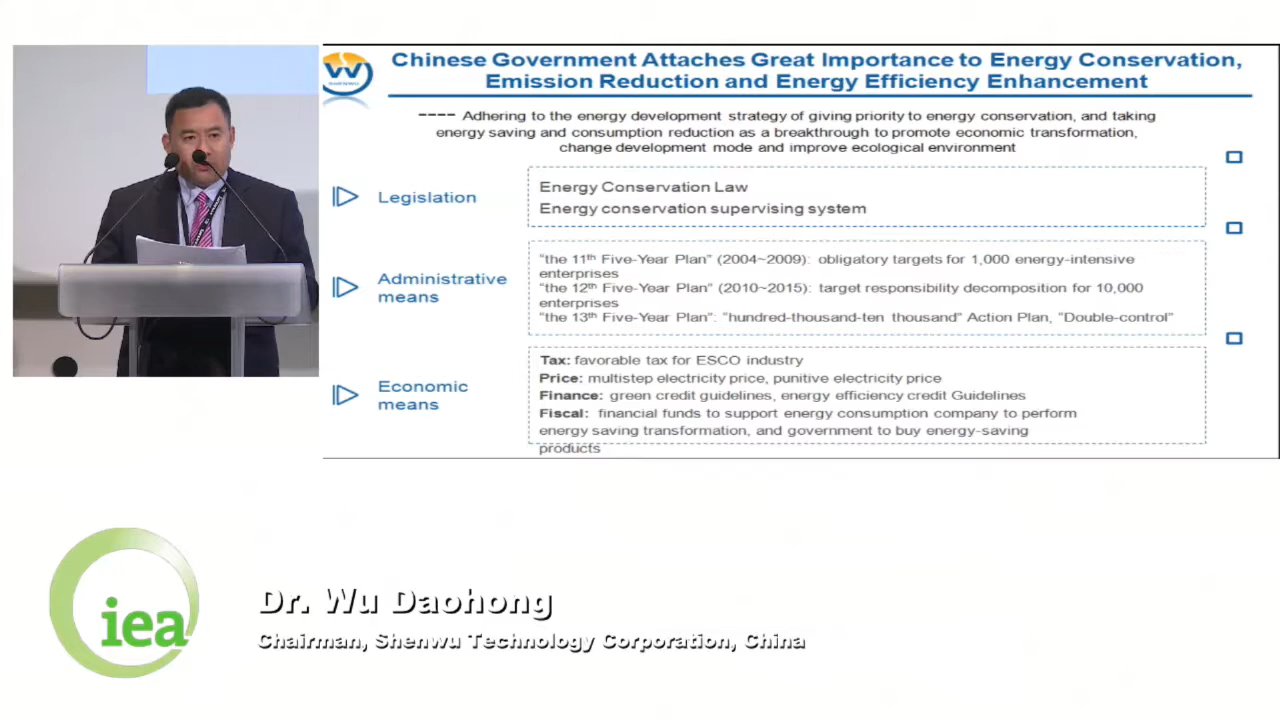 Chinese Government Attaches Great Importance to Energy Conservation,
Emission Reduction and Energy Efficiency Enhancement
---- Adhering to the energy development strategy of giving priority to energy conservation, and taking
energy saving and consumption reduction as a breakthrough to promote economic transformation,
change development mode and improve ecological environment
Legislation
Energy Conservation Law
Energy conservation supervising system
Administrative
means
“the 11th Five-Year Plan” (2004~2009): obligatory targets for 1,000 energy-intensive
enterprises
“the 12th Five-Year Plan” (2010~2015): target responsibility decomposition for 10,000
enterprises
“the 13th Five-Year Plan”: “hundred-thousand-ten thousand” Action Plan, “Double-control”
Economic
means
Tax: favorable tax for ESCO industry
Price: multistep electricity price, punitive electricity price
Finance: green credit guidelines, energy efficiency credit Guidelines
Fiscal: financial funds to support energy consumption company to perform
energy saving transformation, and government to buy energy-saving
products
iea
Dr. Wu Daohong
Chairman, Shenwu Technology Corporation, China